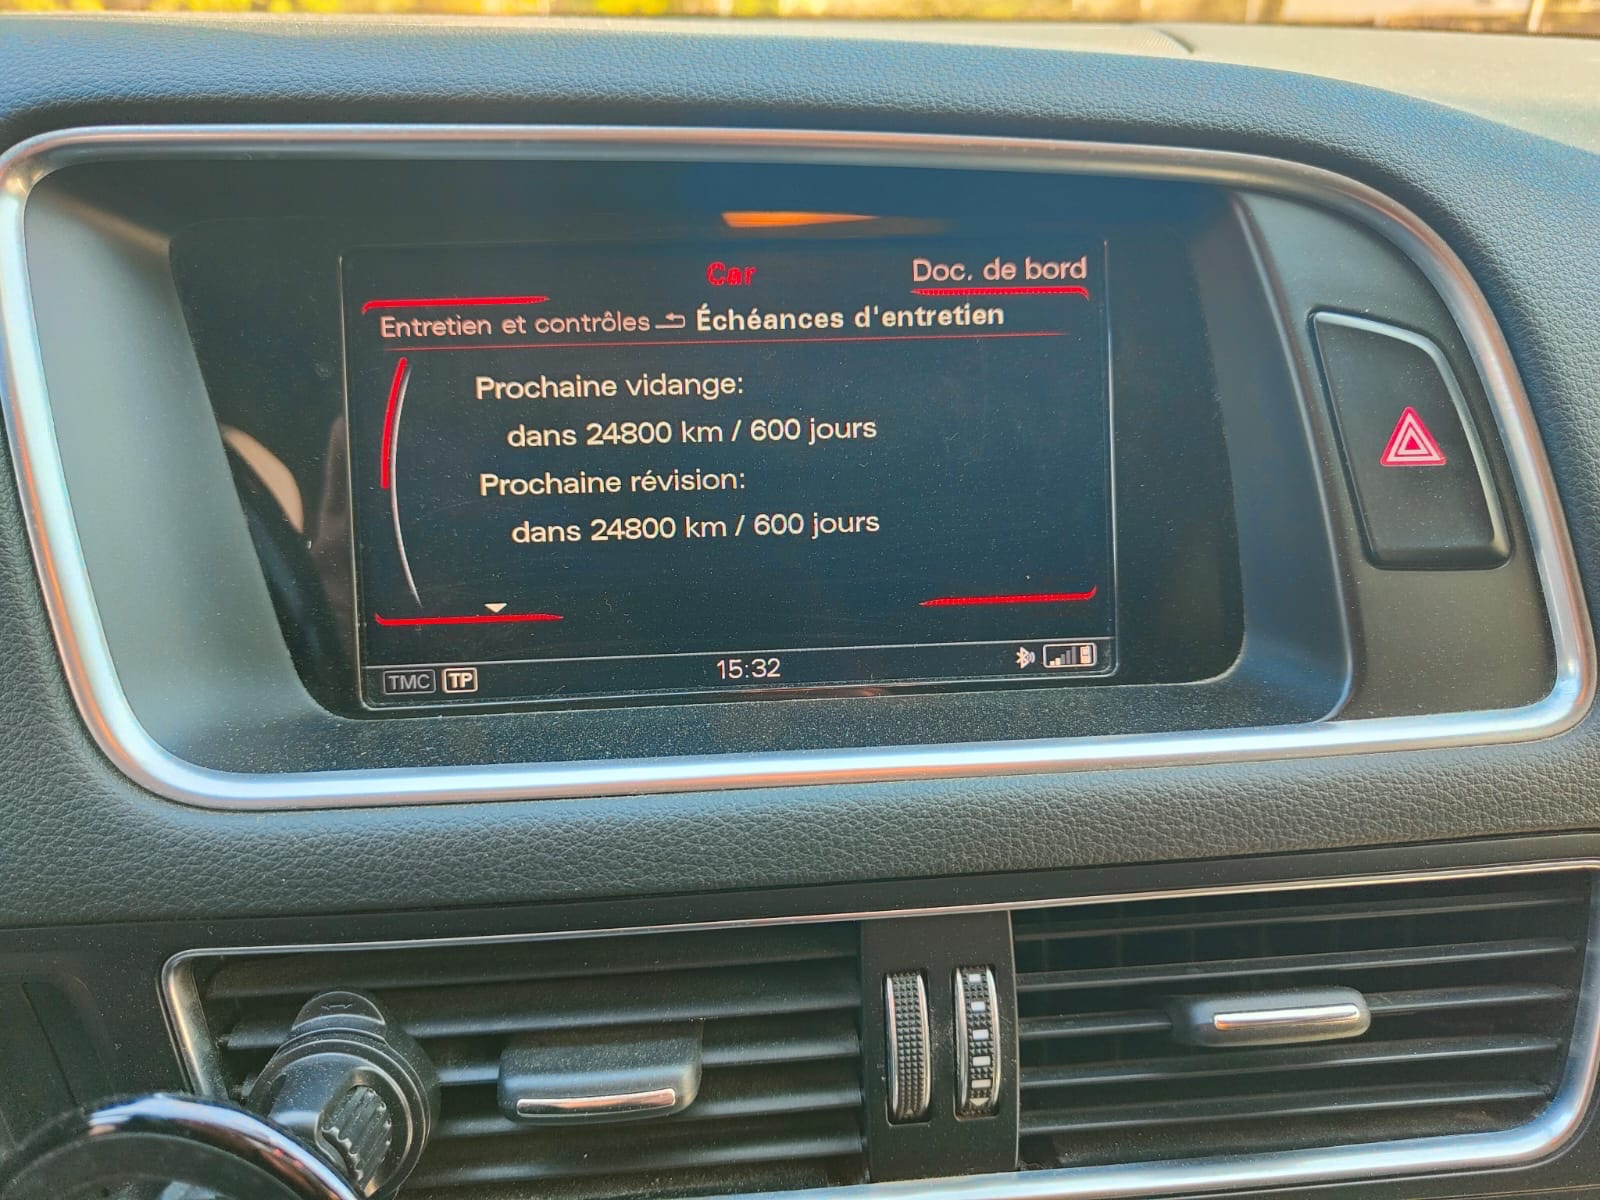 Car
Doc. de bord
Entretien et contrôles Échéances d'entretien
Prochaine vidange:
dans 24800 km / 600 jours
Prochaine révision:
dans 24800 km / 600 jours
TMC TP 15:32